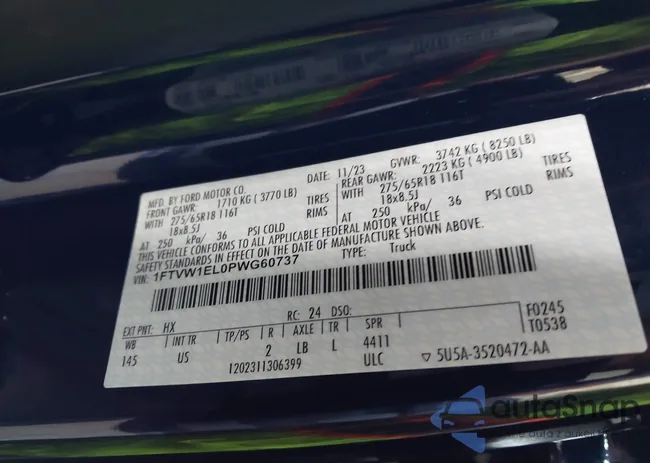 MFD. BY FORD MOTOR CO.
DATE: 11/23 GVWR: 3742 KG ( 8250 LB)
FRONT GAWR: 1710 KG ( 3770 LB)
REAR GAWR: 2223 KG ( 4900 LB)
WITH 275/65R18 116T TIRES
275/65R18 116T TIRES
18x8.5J RIMS
18x8.5J RIMS
AT 250 kPa/ 36 PSI COLD
AT 250 kPa/ 36 PSI COLD
THIS VEHICLE CONFORMS TO ALL APPLICABLE FEDERAL MOTOR VEHICLE
SAFETY STANDARDS IN EFFECT ON THE DATE OF MANUFACTURE SHOWN ABOVE.
VIN: 1FTVW1EL0PWG60737 TYPE: Truck
EXT PNT: HX RC: 24 DSO: F0245
WB INT TR TP/PS R AXLE TR SPR T0538
145 US 2 LB L 4411
1202311306399 ULC 5U5A-3520472-AA
autoSnap